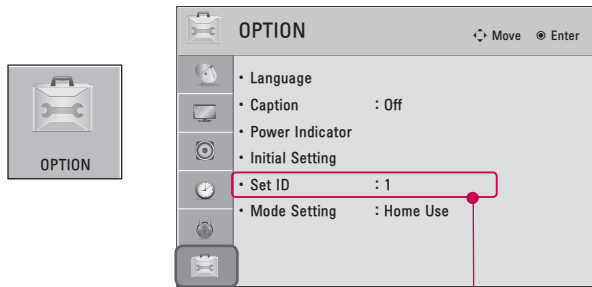 OPTION
OPTION
Move Enter
• Language
• Caption : Off
• Power Indicator
• Initial Setting
• Set ID : 1
• Mode Setting : Home Use